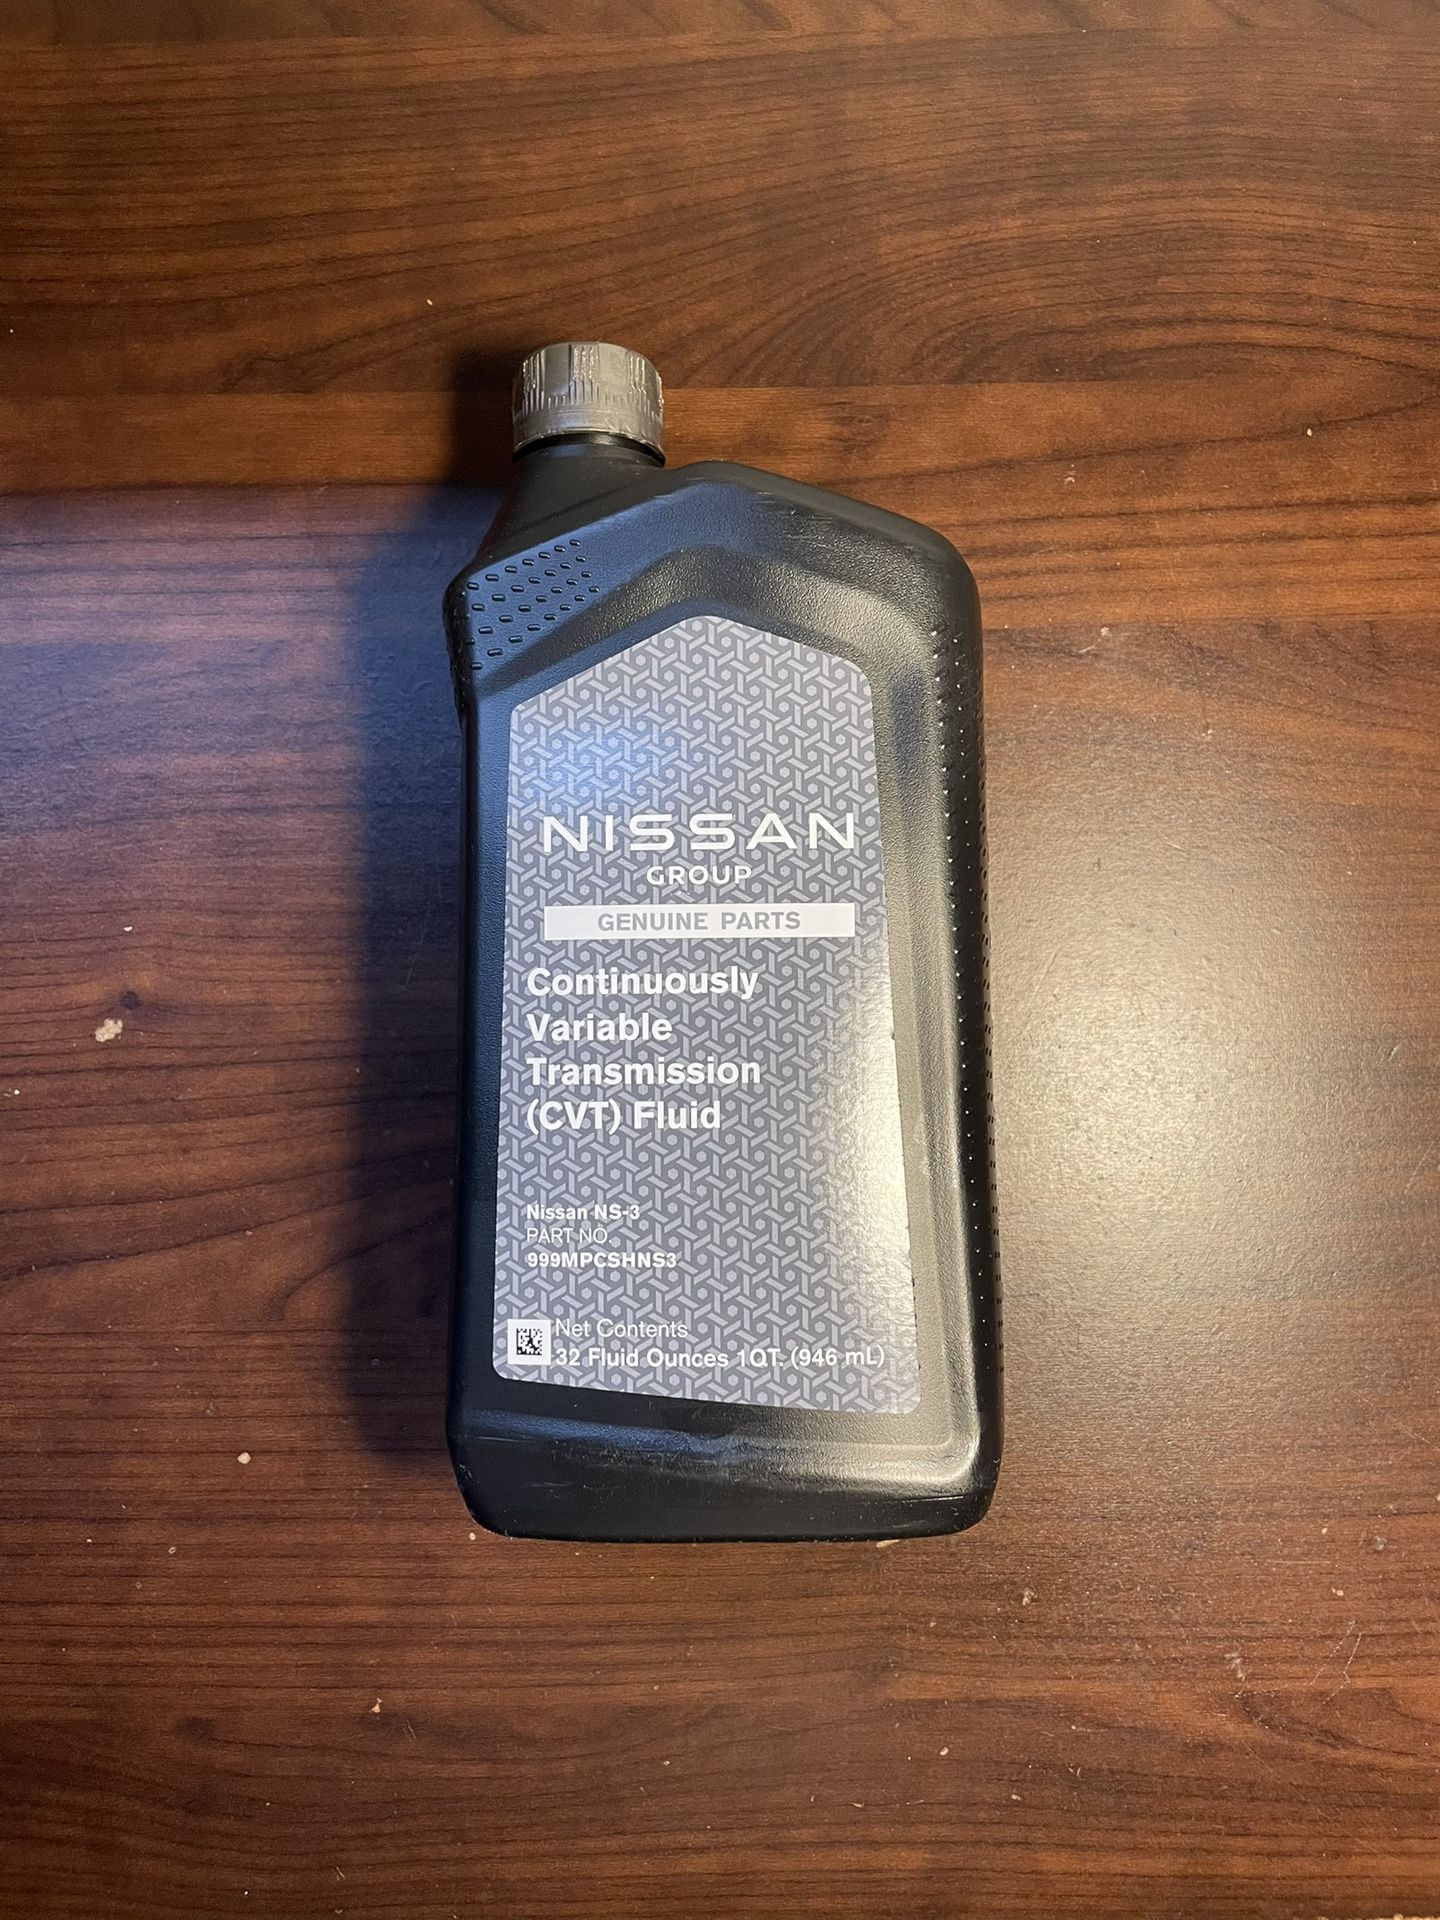 NISSAN
GROUP
GENUINE PARTS
Continuously
Variable
Transmission
(CVT) Fluid
Nissan NS-3
PART NO.
999MPCSHNS3
Net Contents
32 Fluid Ounces 1QT. (946 mL)